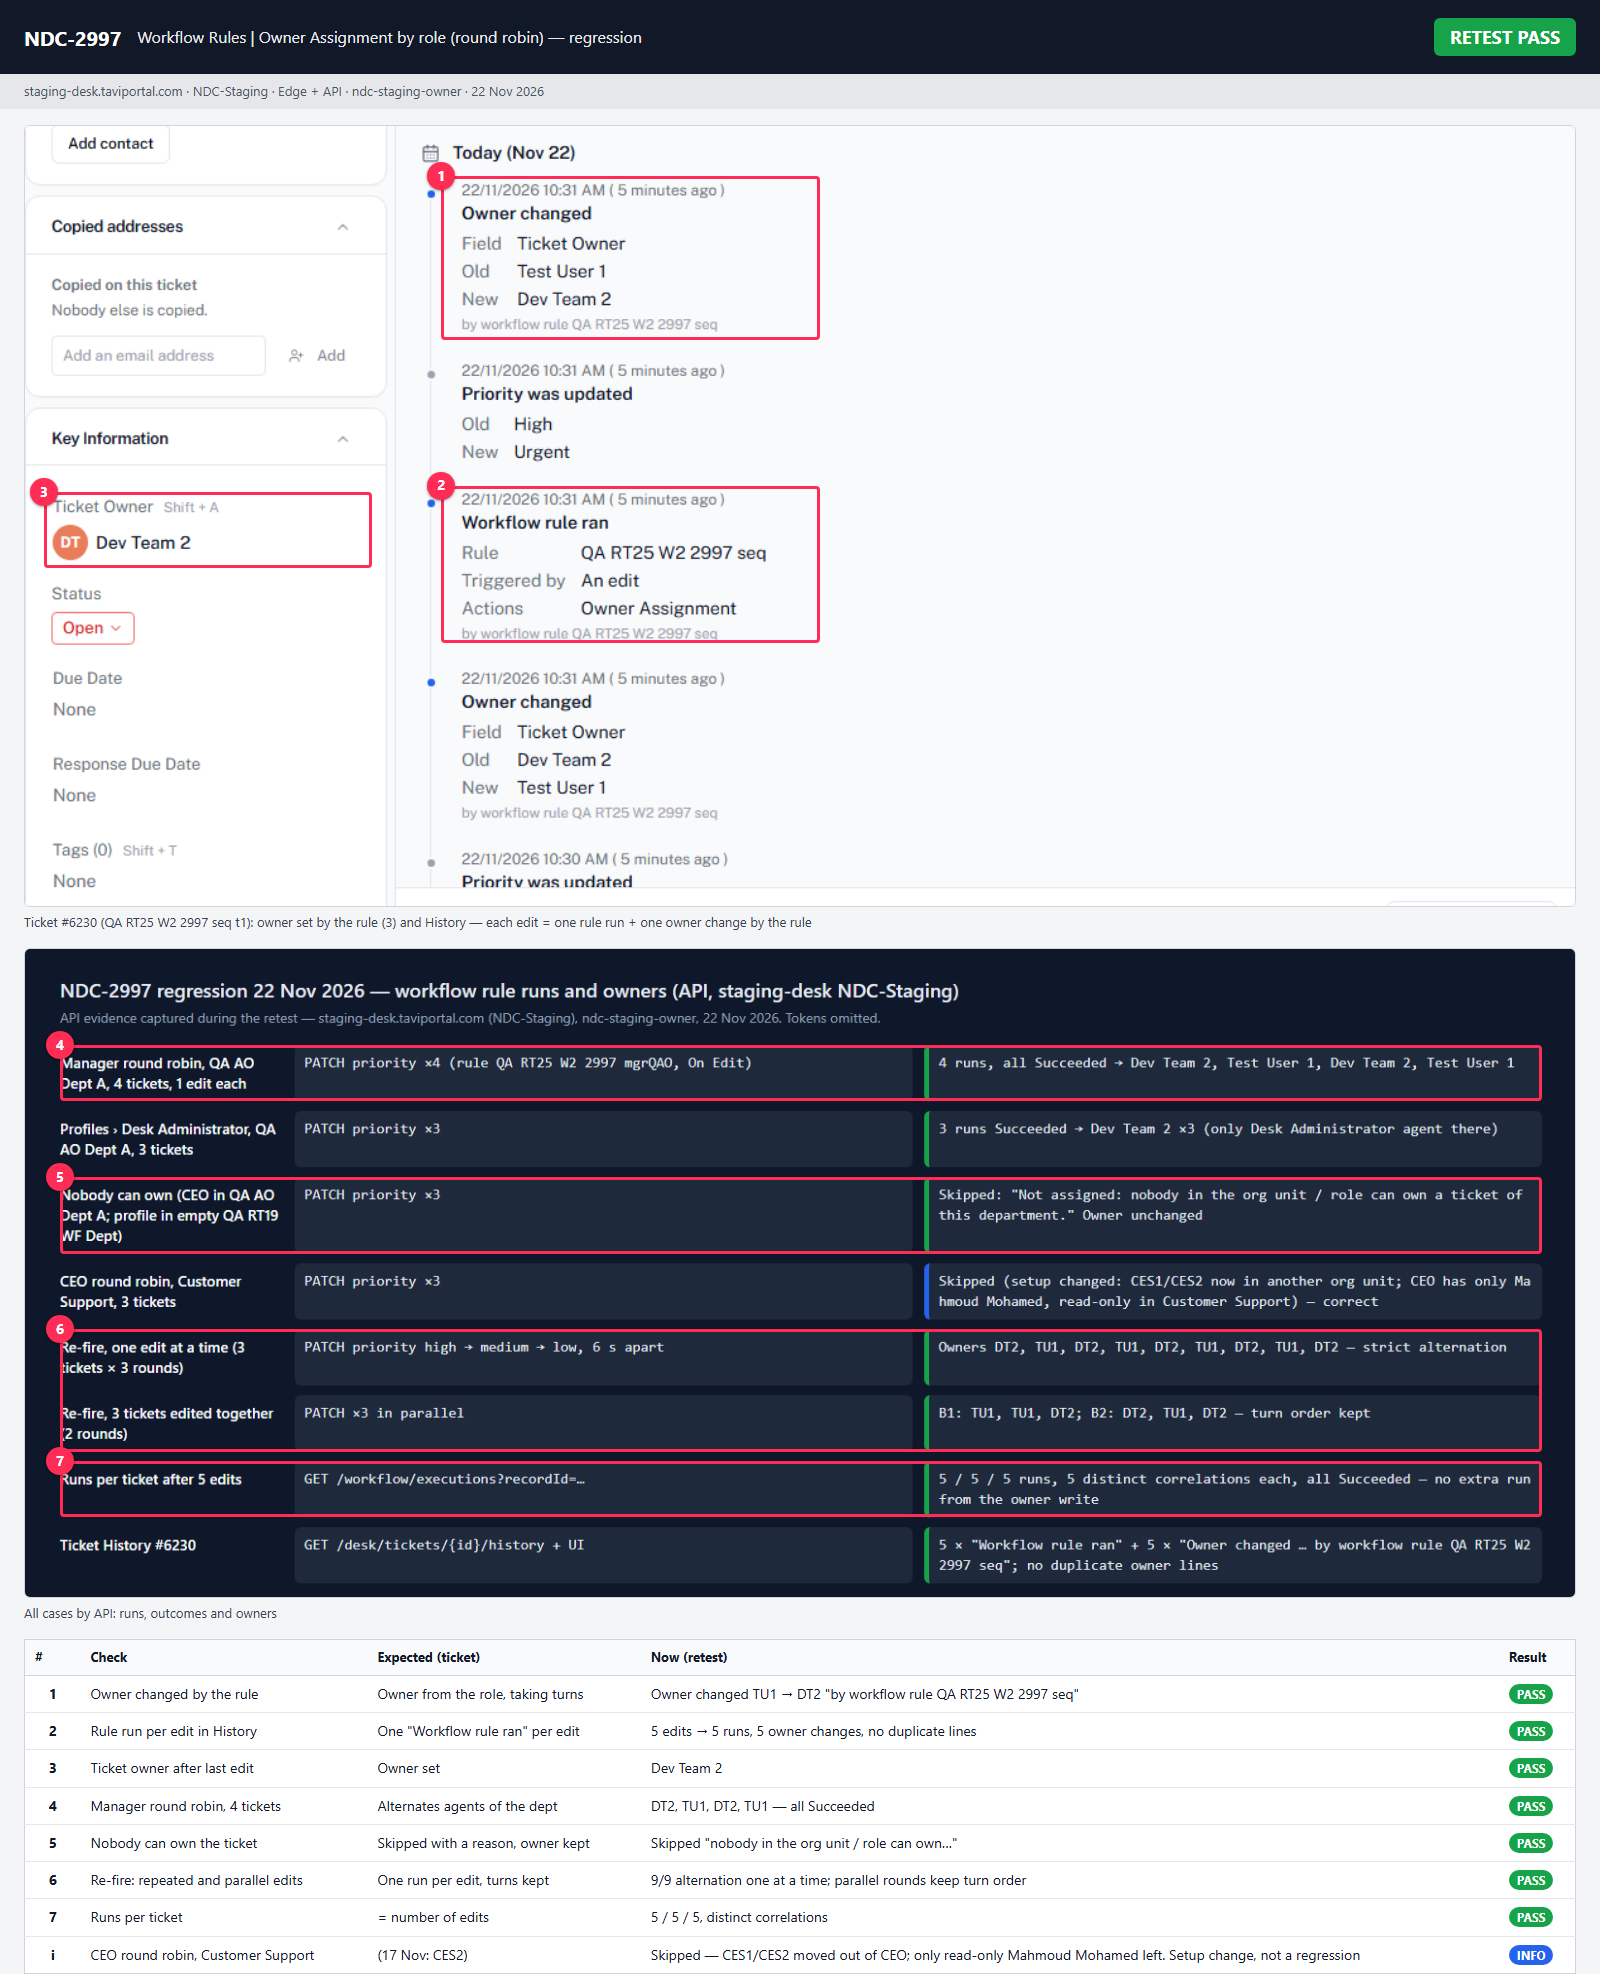 NDC-2997 Workflow Rules | Owner Assignment by role (round robin) — regression
RETEST PASS
staging-desk.taviportal.com · NDC-Staging · Edge + API · ndc-staging-owner · 22 Nov 2026
Add contact
Copied addresses
Copied on this ticket
Nobody else is copied.
Add an email address
Add
Key Information
3
Ticket Owner Shift + A
DT Dev Team 2
Status
Open
Due Date
None
Response Due Date
None
Tags (0) Shift + T
None
Today (Nov 22)
1
22/11/2026 10:31 AM ( 5 minutes ago )
Owner changed
Field Ticket Owner
Old Test User 1
New Dev Team 2
by workflow rule QA RT25 W2 2997 seq
22/11/2026 10:31 AM ( 5 minutes ago )
Priority was updated
Old High
New Urgent
2
22/11/2026 10:31 AM ( 5 minutes ago )
Workflow rule ran
Rule QA RT25 W2 2997 seq
Triggered by An edit
Actions Owner Assignment
by workflow rule QA RT25 W2 2997 seq
22/11/2026 10:31 AM ( 5 minutes ago )
Owner changed
Field Ticket Owner
Old Dev Team 2
New Test User 1
by workflow rule QA RT25 W2 2997 seq
22/11/2026 10:30 AM ( 5 minutes ago )
Priority was updated
Ticket #6230 (QA RT25 W2 2997 seq t1): owner set by the rule (3) and History — each edit = one rule run + one owner change by the rule
NDC-2997 regression 22 Nov 2026 — workflow rule runs and owners (API, staging-desk NDC-Staging)
API evidence captured during the retest — staging-desk.taviportal.com (NDC-Staging), ndc-staging-owner, 22 Nov 2026. Tokens omitted.
4
Manager round robin, QA AO
Dept A, 4 tickets, 1 edit each
PATCH priority ×4 (rule QA RT25 W2 2997 mgrQAO, On Edit)
4 runs, all Succeeded → Dev Team 2, Test User 1, Dev Team 2, Test User 1
Profiles › Desk Administrator, QA
AO Dept A, 3 tickets
PATCH priority ×3
3 runs Succeeded → Dev Team 2 ×3 (only Desk Administrator agent there)
5
Nobody can own (CEO in QA AO
Dept A; profile in empty QA RT19
WF Dept)
PATCH priority ×3
Skipped: "Not assigned: nobody in the org unit / role can own a ticket of
this department." Owner unchanged
CEO round robin, Customer
Support, 3 tickets
PATCH priority ×3
Skipped (setup changed: CES1/CES2 now in another org unit; CEO has only Ma
hmoud Mohamed, read-only in Customer Support) — correct
6
Re-fire, one edit at a time (3
tickets × 3 rounds)
PATCH priority high → medium → low, 6 s apart
Owners DT2, TU1, DT2, TU1, DT2, TU1, DT2, TU1, DT2 — strict alternation
Re-fire, 3 tickets edited together
(2 rounds)
PATCH ×3 in parallel
B1: TU1, TU1, DT2; B2: DT2, TU1, DT2 — turn order kept
7
Runs per ticket after 5 edits
GET /workflow/executions?recordId=…
5 / 5 / 5 runs, 5 distinct correlations each, all Succeeded — no extra run
from the owner write
Ticket History #6230
GET /desk/tickets/{id}/history + UI
5 × "Workflow rule ran" + 5 × "Owner changed … by workflow rule QA RT25 W2
2997 seq"; no duplicate owner lines
All cases by API: runs, outcomes and owners
# Check Expected (ticket) Now (retest) Result
1 Owner changed by the rule Owner from the role, taking turns Owner changed TU1 → DT2 "by workflow rule QA RT25 W2 2997 seq" PASS
2 Rule run per edit in History One "Workflow rule ran" per edit 5 edits → 5 runs, 5 owner changes, no duplicate lines PASS
3 Ticket owner after last edit Owner set Dev Team 2 PASS
4 Manager round robin, 4 tickets Alternates agents of the dept DT2, TU1, DT2, TU1 — all Succeeded PASS
5 Nobody can own the ticket Skipped with a reason, owner kept Skipped "nobody in the org unit / role can own…" PASS
6 Re-fire: repeated and parallel edits One run per edit, turns kept 9/9 alternation one at a time; parallel rounds keep turn order PASS
7 Runs per ticket = number of edits 5 / 5 / 5, distinct correlations PASS
i CEO round robin, Customer Support (17 Nov: CES2) Skipped — CES1/CES2 moved out of CEO; only read-only Mahmoud Mohamed left. Setup change, not a regression INFO